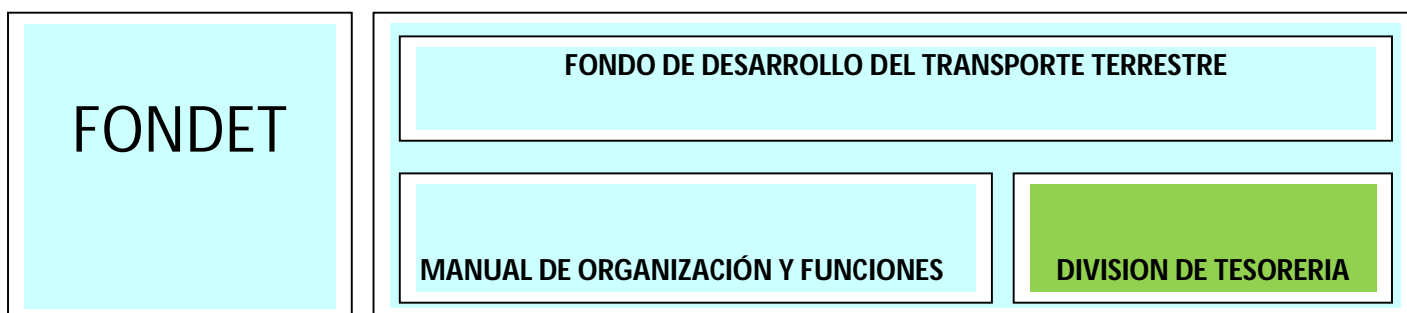 FONDET
FONDO DE DESARROLLO DEL TRANSPORTE TERRESTRE
MANUAL DE ORGANIZACIÓN Y FUNCIONES
DIVISION DE TESORERIA